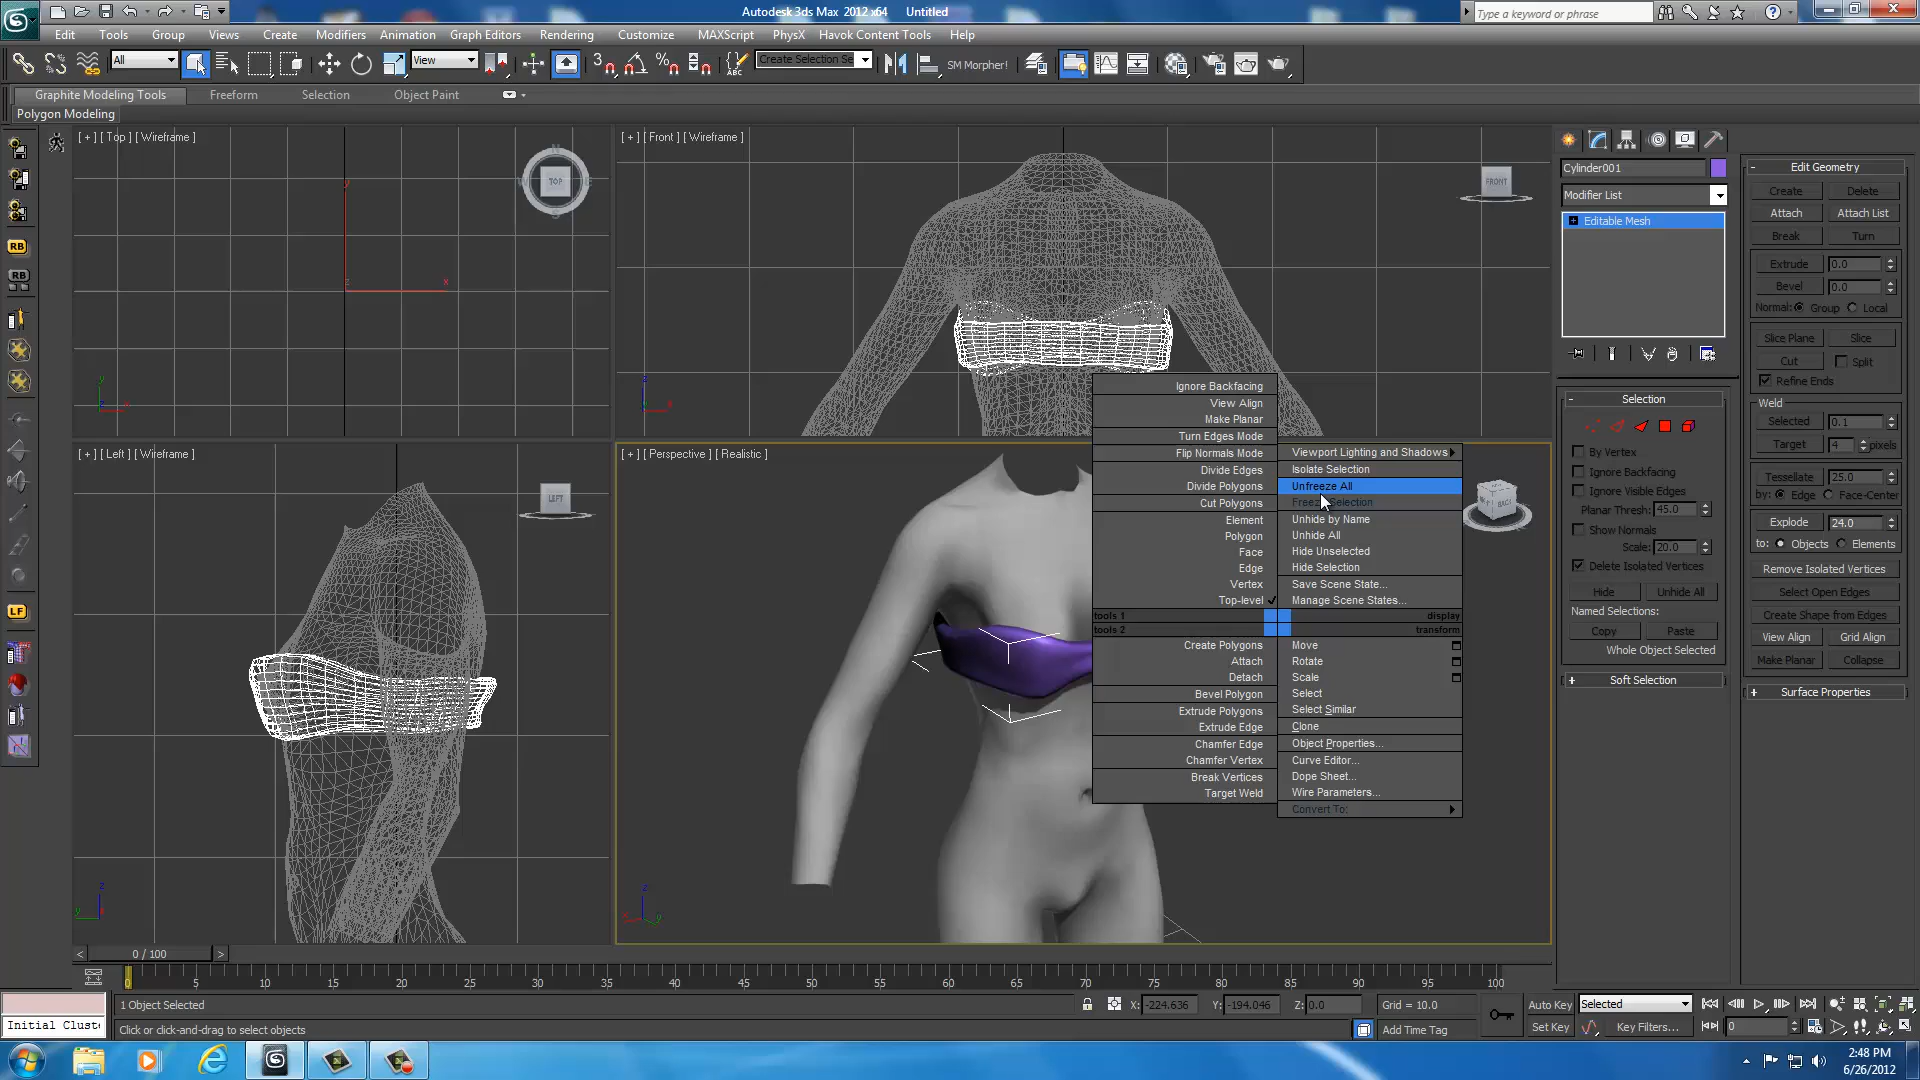 Autodesk 3ds Max 2012 x64 Untitled
Type a keyword or phrase
Edit Tools Group Views Create Modifiers Animation Graph Editors Rendering Customize MAXScript PhysX Havok Content Tools Help
All View Create Selection Se SM Morpher!
Graphite Modeling Tools Freeform Selection Object Paint
Polygon Modeling
[ + ] [ Top ] [ Wireframe ]
TOP
y
x
[ + ] [ Front ] [ Wireframe ]
FRONT
[ + ] [ Left ] [ Wireframe ]
LEFT
[ + ] [ Perspective ] [ Realistic ]
BACK
RB
RB
LF
Ignore Backfacing
View Align
Make Planar
Turn Edges Mode
Flip Normals Mode
Divide Edges
Divide Polygons
Cut Polygons
Element
Polygon
Face
Edge
Vertex
Top-level ✓
tools 1
tools 2
Create Polygons
Attach
Detach
Bevel Polygon
Extrude Polygons
Extrude Edge
Chamfer Edge
Chamfer Vertex
Break Vertices
Target Weld
Viewport Lighting and Shadows
Isolate Selection
Unfreeze All
Freeze Selection
Unhide by Name
Unhide All
Hide Unselected
Hide Selection
Save Scene State...
Manage Scene States...
display
transform
Move
Rotate
Scale
Select
Select Similar
Clone
Object Properties...
Curve Editor...
Dope Sheet...
Wire Parameters...
Convert To:
Cylinder001
Modifier List
Editable Mesh
Selection
By Vertex
Ignore Backfacing
Ignore Visible Edges
Planar Thresh: 45.0
Show Normals
Scale: 20.0
Delete Isolated Vertices
Hide Unhide All
Named Selections:
Copy Paste
Whole Object Selected
Soft Selection
Edit Geometry
Create Delete
Attach Attach List
Break Turn
Extrude 0.0
Bevel 0.0
Normal: Group Local
Slice Plane Slice
Cut Split
Refine Ends
Weld
Selected 0.1
Target 4 pixels
Tessellate 25.0
by: Edge Face-Center
Explode 24.0
to: Objects Elements
Remove Isolated Vertices
Select Open Edges
Create Shape from Edges
View Align Grid Align
Make Planar Collapse
Surface Properties
0 / 100
0 5 10 15 20 25 30 35 40 45 50 55 60 65 70 75 80 85 90 95 100
1 Object Selected X: -224.636 Y: -194.046 Z: 0.0 Grid = 10.0 Auto Key Selected
Initial Clust
Click or click-and-drag to select objects Add Time Tag Set Key Key Filters... 0
2:48 PM
6/26/2012